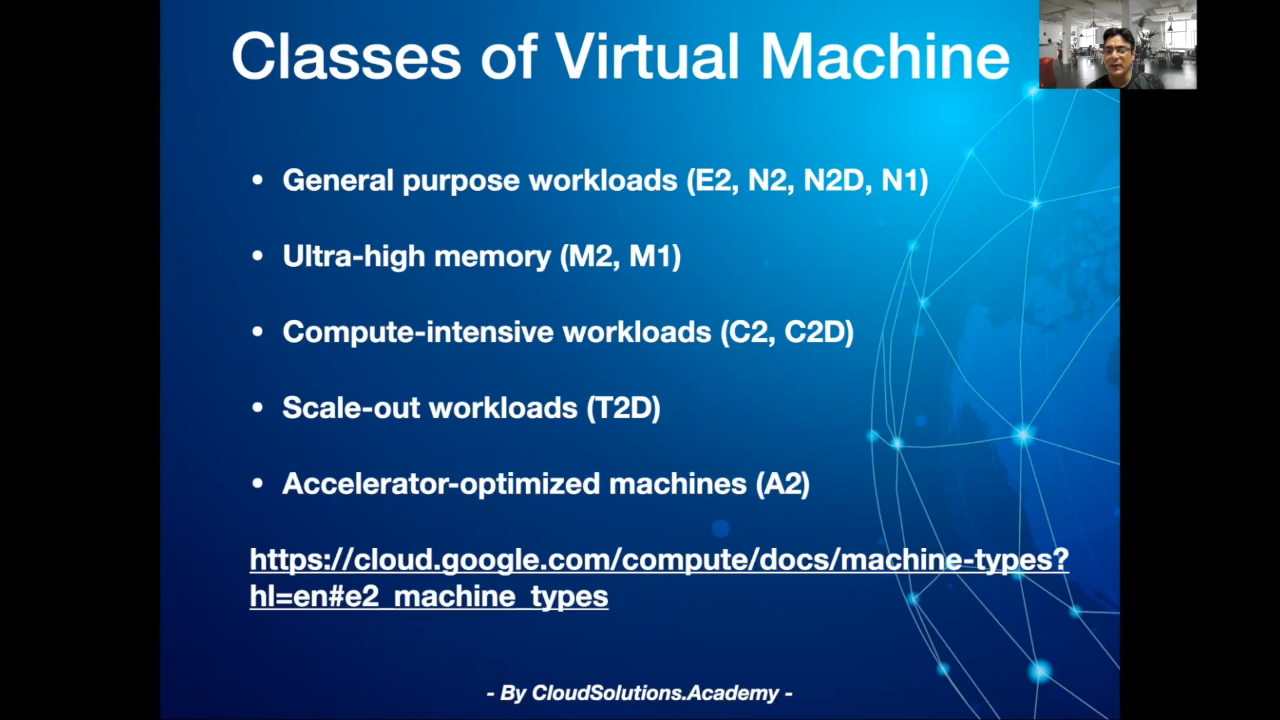 Classes of Virtual Machine
• General purpose workloads (E2, N2, N2D, N1)
• Ultra-high memory (M2, M1)
• Compute-intensive workloads (C2, C2D)
• Scale-out workloads (T2D)
• Accelerator-optimized machines (A2)
https://cloud.google.com/compute/docs/machine-types?
hl=en#e2_machine_types
- By CloudSolutions.Academy -